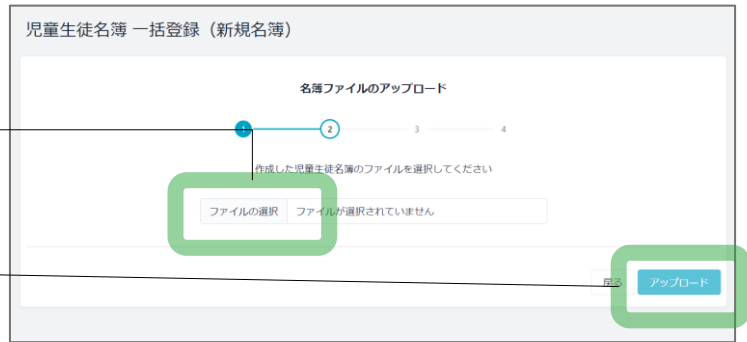 児童生徒名簿 一括登録（新規名簿）
名簿ファイルのアップロード
1 2 3 4
作成した児童生徒名簿のファイルを選択してください
ファイルの選択 ファイルが選択されていません
戻る アップロード